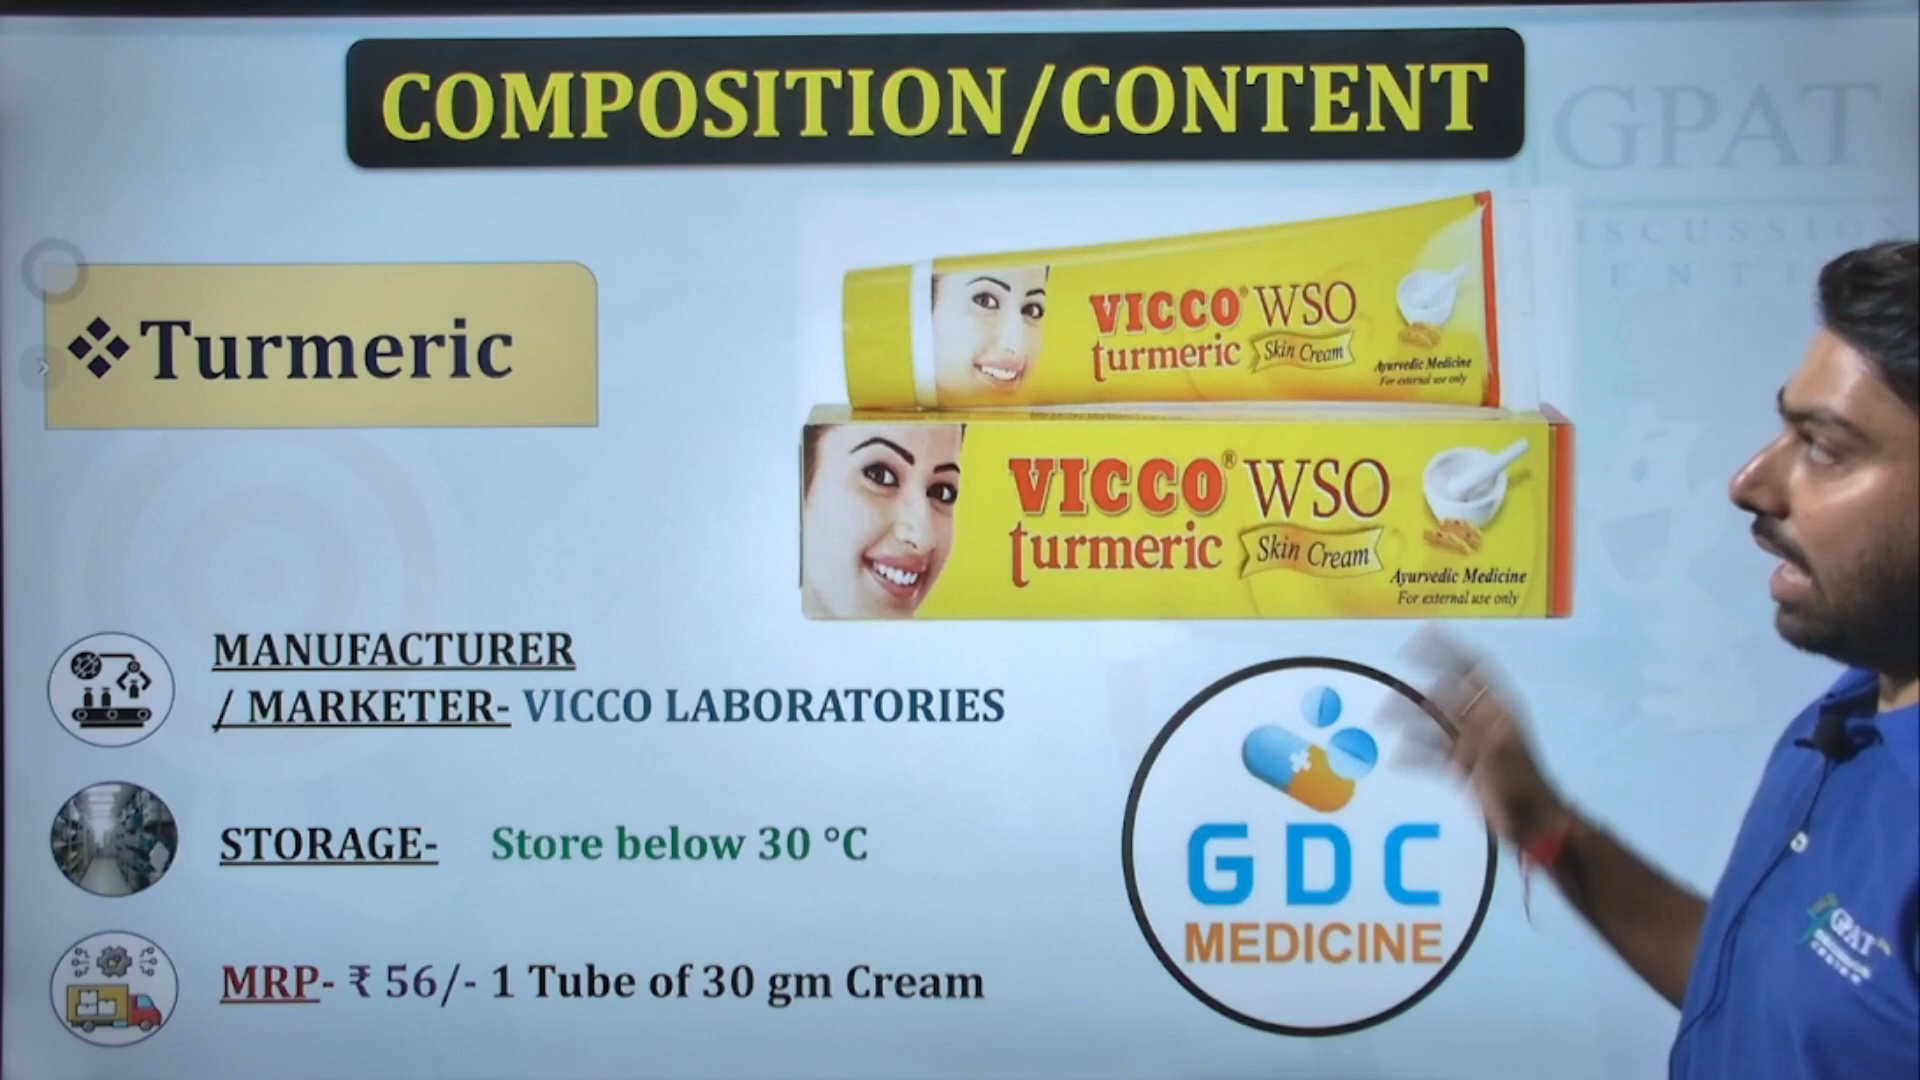 COMPOSITION/CONTENT
GPAT
DISCUSSION
❖Turmeric
VICCO® WSO
turmeric Skin Cream
Ayurvedic Medicine
For external use only
VICCO® WSO
turmeric Skin Cream
Ayurvedic Medicine
For external use only
MANUFACTURER
/ MARKETER- VICCO LABORATORIES
STORAGE- Store below 30 °C
MRP- ₹ 56/- 1 Tube of 30 gm Cream
GDC
MEDICINE
GPAT